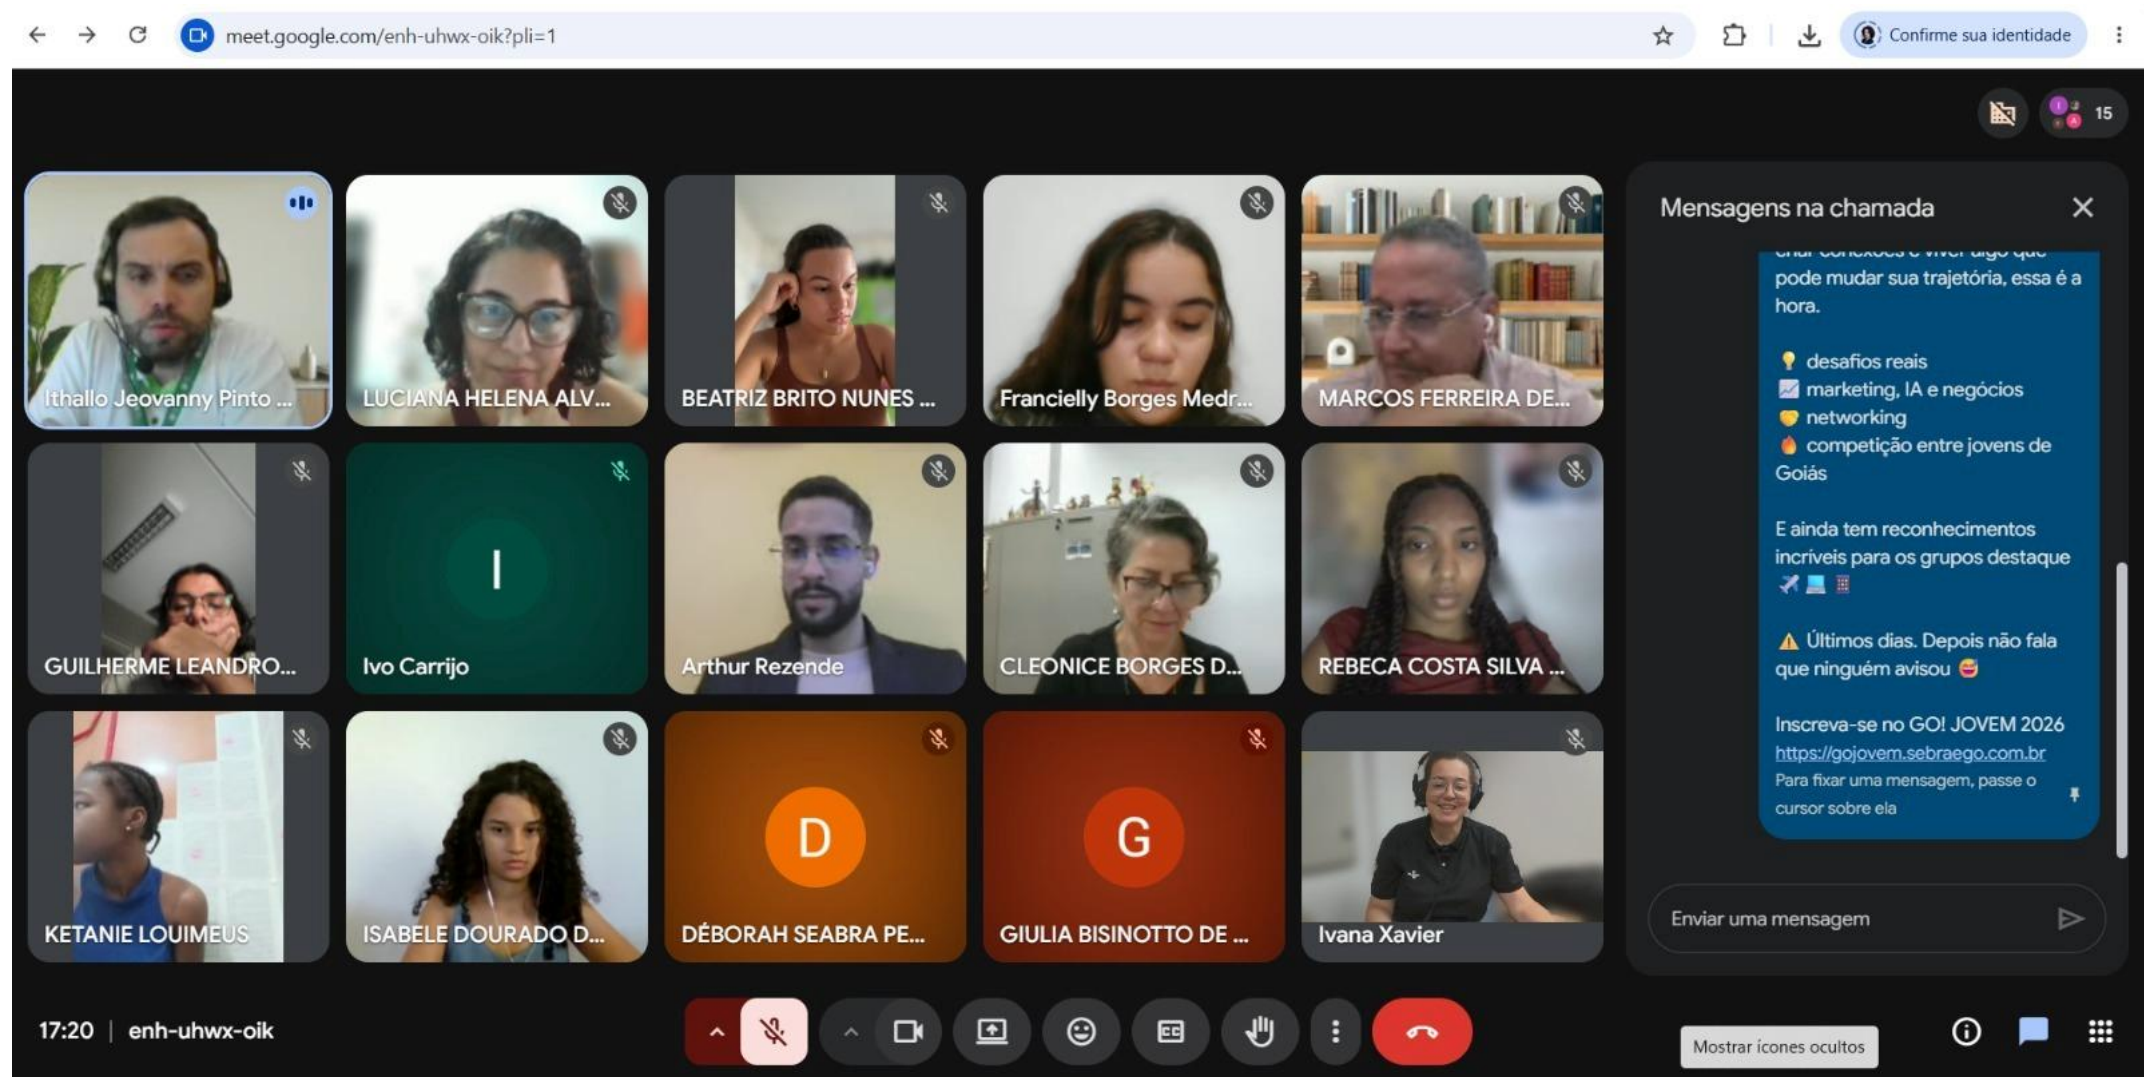 meet.google.com/enh-uhwx-oik?pli=1
Confirme sua identidade
15
Ithallo Jeovanny Pinto ...
LUCIANA HELENA ALV...
BEATRIZ BRITO NUNES ...
Francielly Borges Medr...
MARCOS FERREIRA DE...
GUILHERME LEANDRO...
I
Ivo Carrijo
Arthur Rezende
CLEONICE BORGES D...
REBECA COSTA SILVA ...
KETANIE LOUIMEUS
ISABELE DOURADO D...
D
DÉBORAH SEABRA PE...
G
GIULIA BISINOTTO DE ...
Ivana Xavier
Mensagens na chamada
criar conexões e viver algo que
pode mudar sua trajetória, essa é a
hora.
💡 desafios reais
📈 marketing, IA e negócios
🤝 networking
🔥 competição entre jovens de
Goiás
E ainda tem reconhecimentos
incríveis para os grupos destaque
✈️ 💻 📱
⚠️ Últimos dias. Depois não fala
que ninguém avisou 😅
Inscreva-se no GO! JOVEM 2026
https://gojovem.sebraego.com.br
Para fixar uma mensagem, passe o
cursor sobre ela
Enviar uma mensagem
17:20 | enh-uhwx-oik
CC
Mostrar ícones ocultos